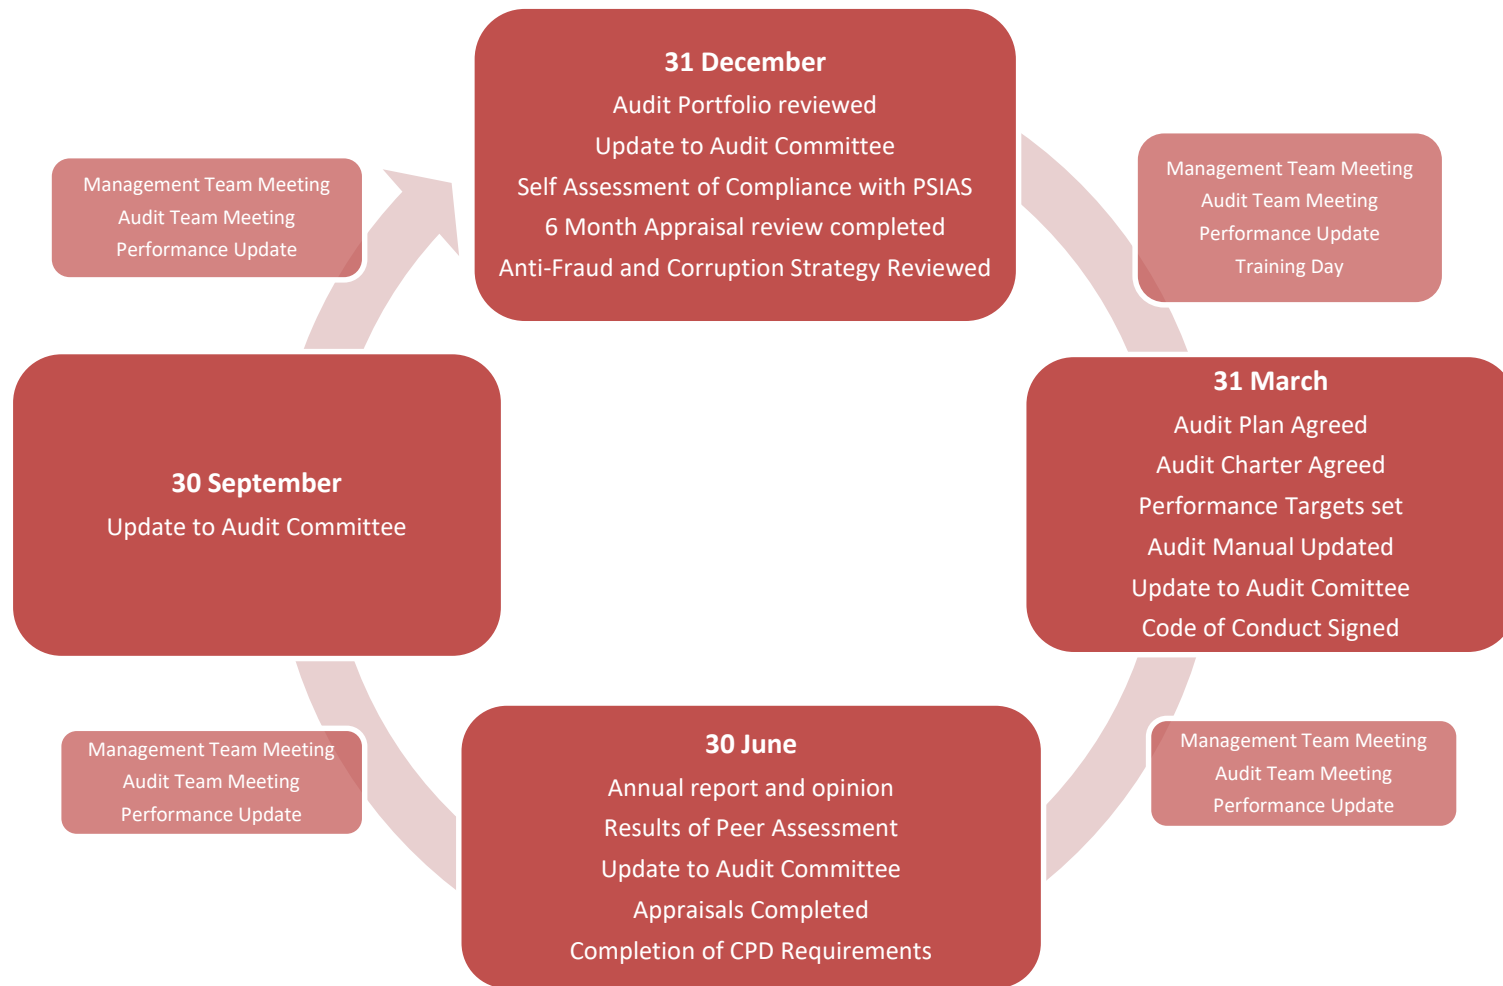 31 December
Audit Portfolio reviewed
Update to Audit Committee
Self Assessment of Compliance with PSIAS
6 Month Appraisal review completed
Anti-Fraud and Corruption Strategy Reviewed
Management Team Meeting
Audit Team Meeting
Performance Update
Training Day
31 March
Audit Plan Agreed
Audit Charter Agreed
Performance Targets set
Audit Manual Updated
Update to Audit Comittee
Code of Conduct Signed
Management Team Meeting
Audit Team Meeting
Performance Update
30 June
Annual report and opinion
Results of Peer Assessment
Update to Audit Committee
Appraisals Completed
Completion of CPD Requirements
Management Team Meeting
Audit Team Meeting
Performance Update
30 September
Update to Audit Committee
Management Team Meeting
Audit Team Meeting
Performance Update